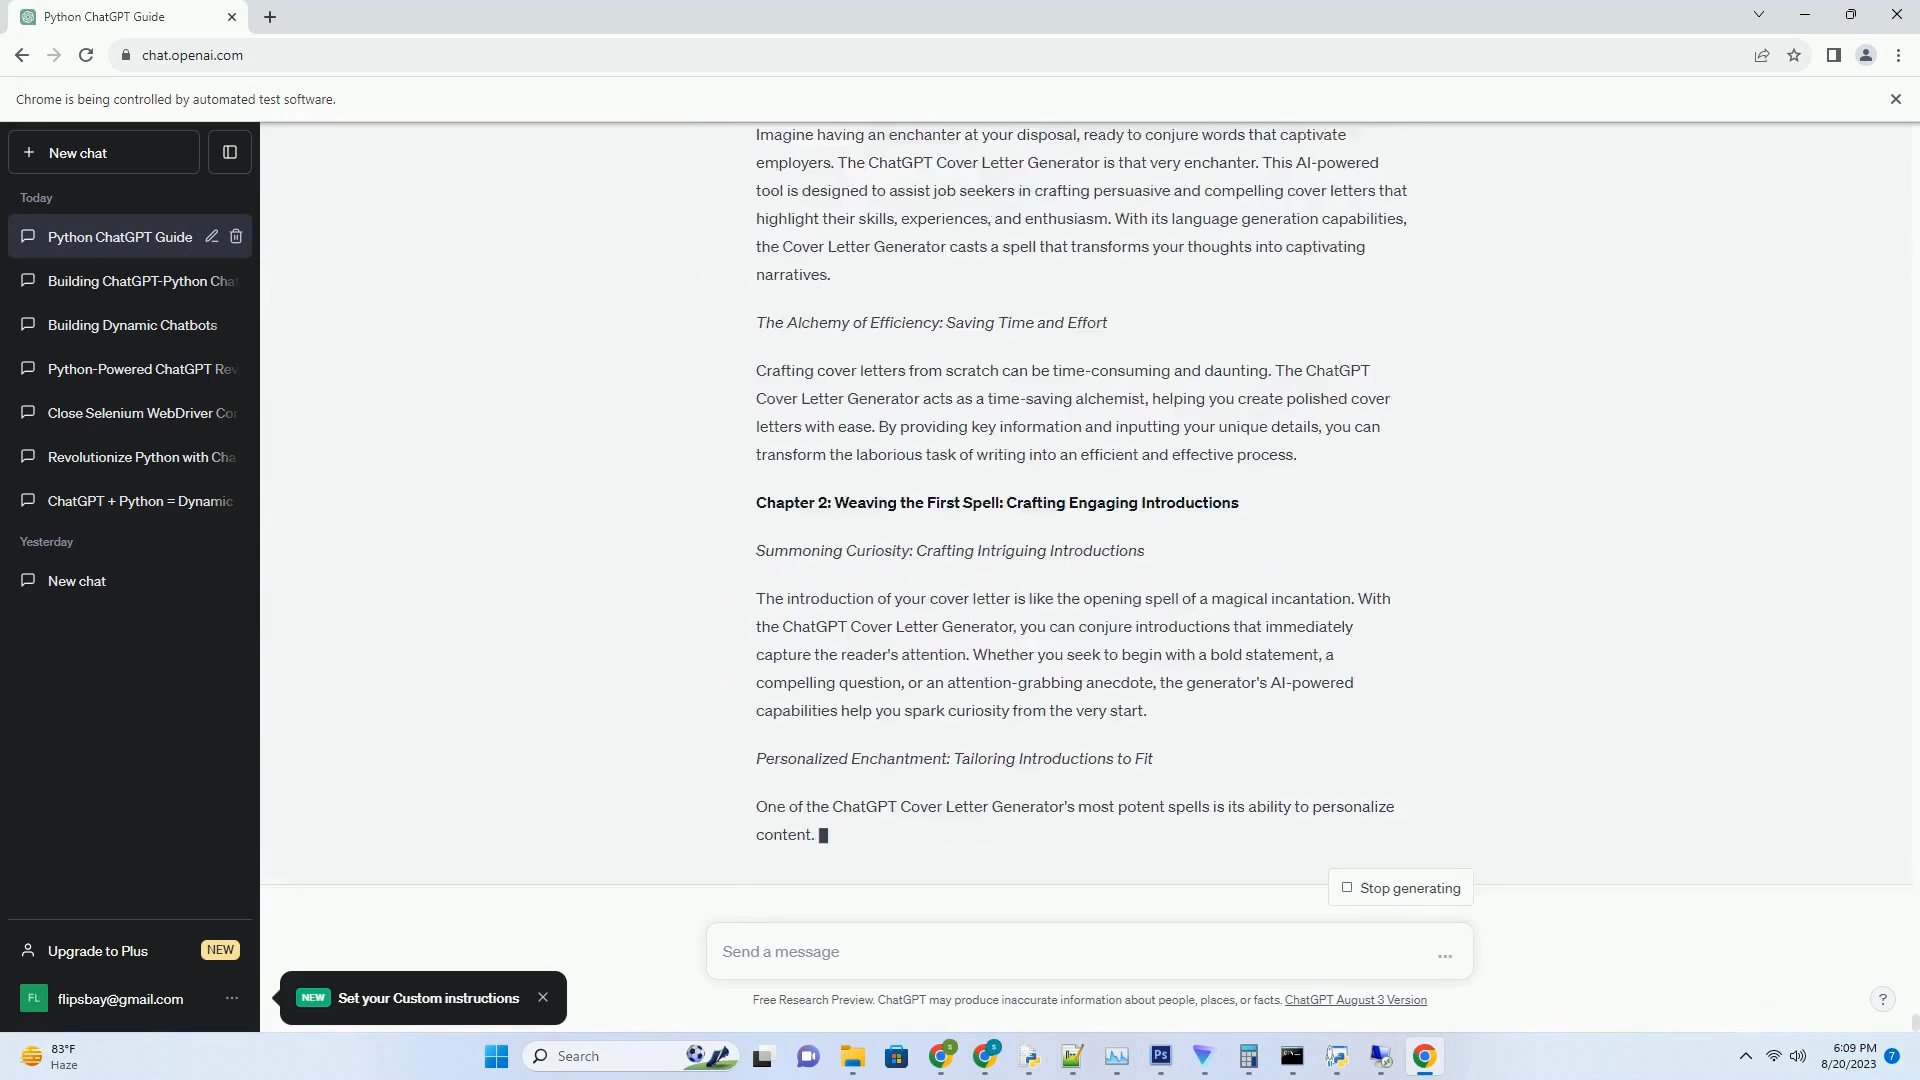 Python ChatGPT Guide
chat.openai.com
Chrome is being controlled by automated test software.
New chat
Today
Python ChatGPT Guide
Building ChatGPT-Python Cha
Building Dynamic Chatbots
Python-Powered ChatGPT Rev
Close Selenium WebDriver Co
Revolutionize Python with Cha
ChatGPT + Python = Dynamic
Yesterday
New chat
Upgrade to Plus NEW
FL flipsbay@gmail.com
Imagine having an enchanter at your disposal, ready to conjure words that captivate
employers. The ChatGPT Cover Letter Generator is that very enchanter. This AI-powered
tool is designed to assist job seekers in crafting persuasive and compelling cover letters that
highlight their skills, experiences, and enthusiasm. With its language generation capabilities,
the Cover Letter Generator casts a spell that transforms your thoughts into captivating
narratives.
The Alchemy of Efficiency: Saving Time and Effort
Crafting cover letters from scratch can be time-consuming and daunting. The ChatGPT
Cover Letter Generator acts as a time-saving alchemist, helping you create polished cover
letters with ease. By providing key information and inputting your unique details, you can
transform the laborious task of writing into an efficient and effective process.
Chapter 2: Weaving the First Spell: Crafting Engaging Introductions
Summoning Curiosity: Crafting Intriguing Introductions
The introduction of your cover letter is like the opening spell of a magical incantation. With
the ChatGPT Cover Letter Generator, you can conjure introductions that immediately
capture the reader's attention. Whether you seek to begin with a bold statement, a
compelling question, or an attention-grabbing anecdote, the generator's AI-powered
capabilities help you spark curiosity from the very start.
Personalized Enchantment: Tailoring Introductions to Fit
One of the ChatGPT Cover Letter Generator's most potent spells is its ability to personalize
content.
Stop generating
Send a message
NEW Set your Custom instructions
Free Research Preview. ChatGPT may produce inaccurate information about people, places, or facts. ChatGPT August 3 Version
?
83°F
Haze
Search
S
S
Ps
6:09 PM
8/20/2023
7